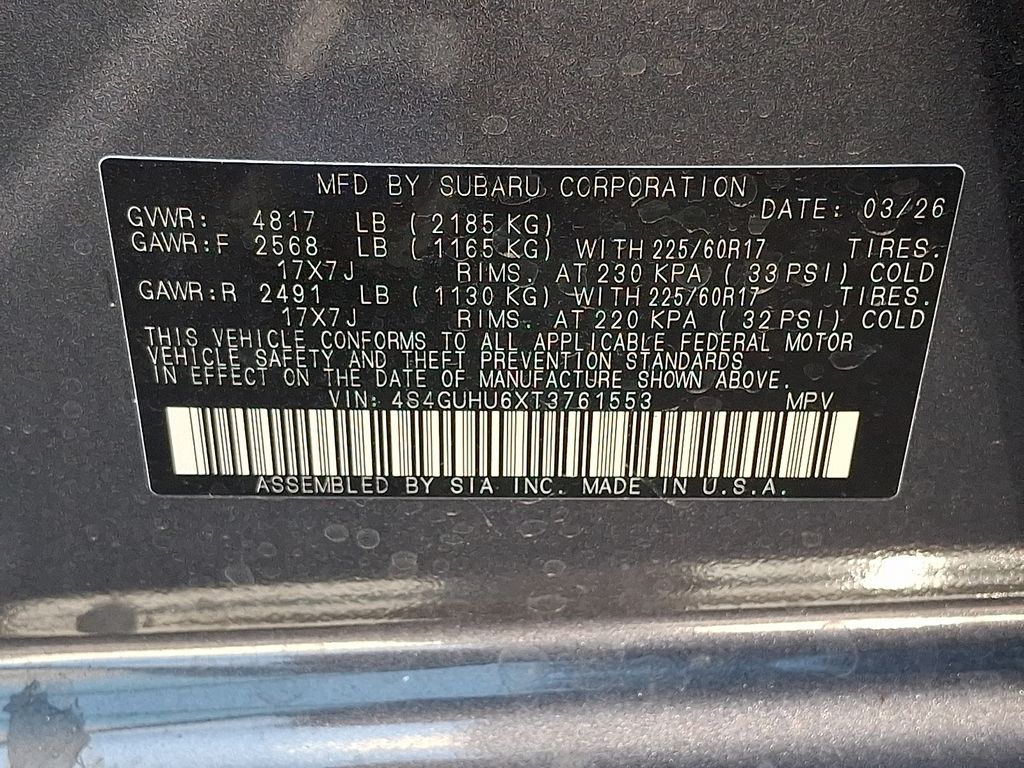 MFD BY SUBARU CORPORATION
GVWR: 4817 LB ( 2185 KG) DATE: 03/26
GAWR:F 2568 LB ( 1165 KG) WITH 225/60R17 TIRES.
17X7J RIMS. AT 230 KPA ( 33 PSI) COLD
GAWR:R 2491 LB ( 1130 KG) WITH 225/60R17 TIRES.
17X7J RIMS. AT 220 KPA ( 32 PSI) COLD
THIS VEHICLE CONFORMS TO ALL APPLICABLE FEDERAL MOTOR
VEHICLE SAFETY AND THEFT PREVENTION STANDARDS
IN EFFECT ON THE DATE OF MANUFACTURE SHOWN ABOVE.
VIN: 4S4GUHU6XT3761553 MPV
ASSEMBLED BY SIA INC. MADE IN U.S.A.